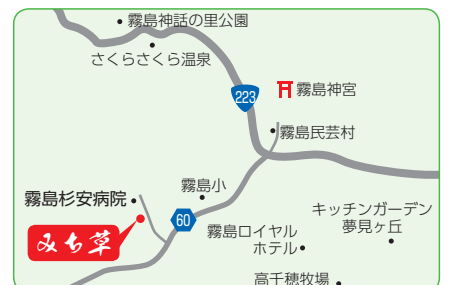 霧島神話の里公園
さくらさくら温泉
223
霧島神宮
霧島民芸村
霧島小
霧島杉安病院
60
みち草
キッチンガーデン
夢見ヶ丘
霧島ロイヤル
ホテル
高千穂牧場